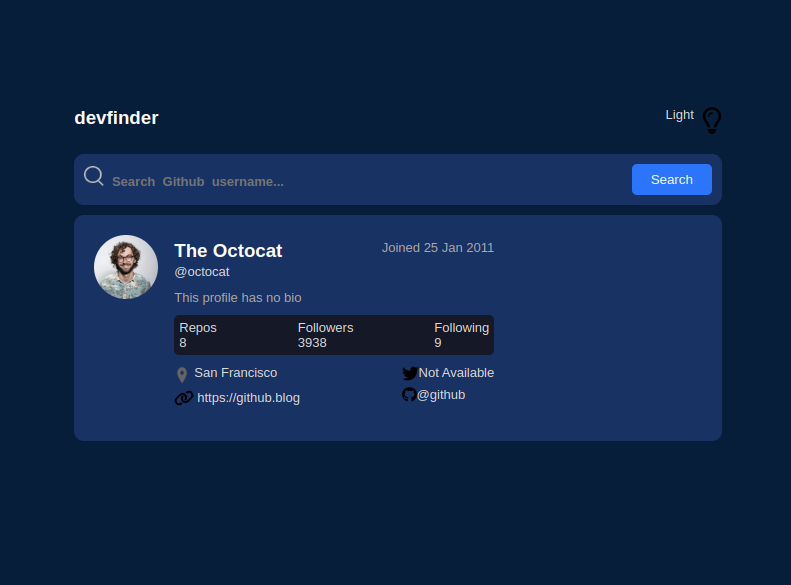 devfinder
Light
Search Github username...
Search
The Octocat
Joined 25 Jan 2011
@octocat
This profile has no bio
Repos Followers Following
8 3938 9
San Francisco Not Available
https://github.blog @github